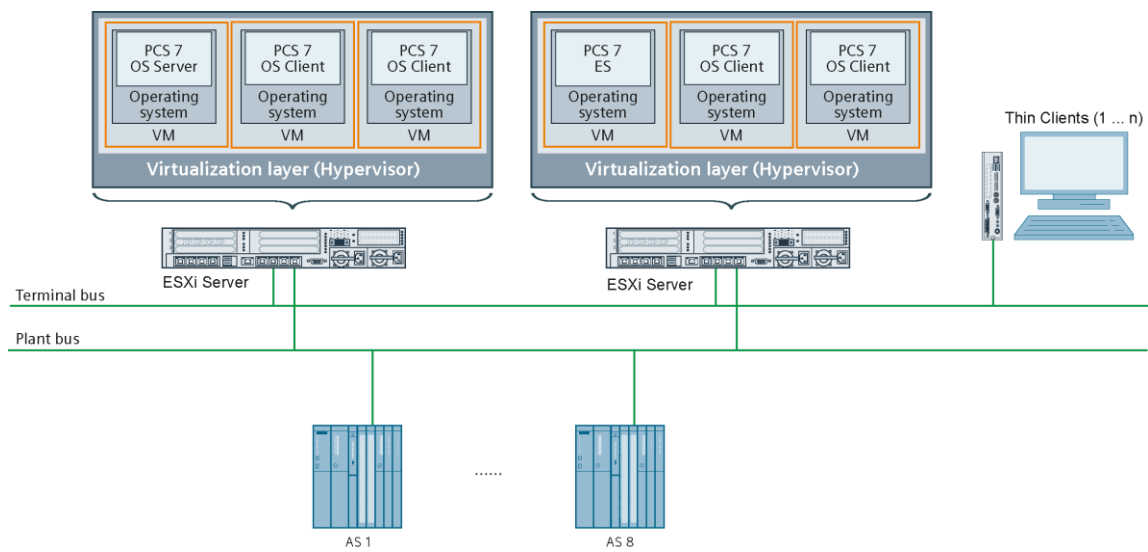 PCS 7
OS Server
Operating
system
VM
PCS 7
OS Client
Operating
system
VM
PCS 7
OS Client
Operating
system
VM
Virtualization layer (Hypervisor)
PCS 7
ES
Operating
system
VM
PCS 7
OS Client
Operating
system
VM
PCS 7
OS Client
Operating
system
VM
Virtualization layer (Hypervisor)
Thin Clients (1 ... n)
ESXi Server
ESXi Server
Terminal bus
Plant bus
......
AS 1
AS 8